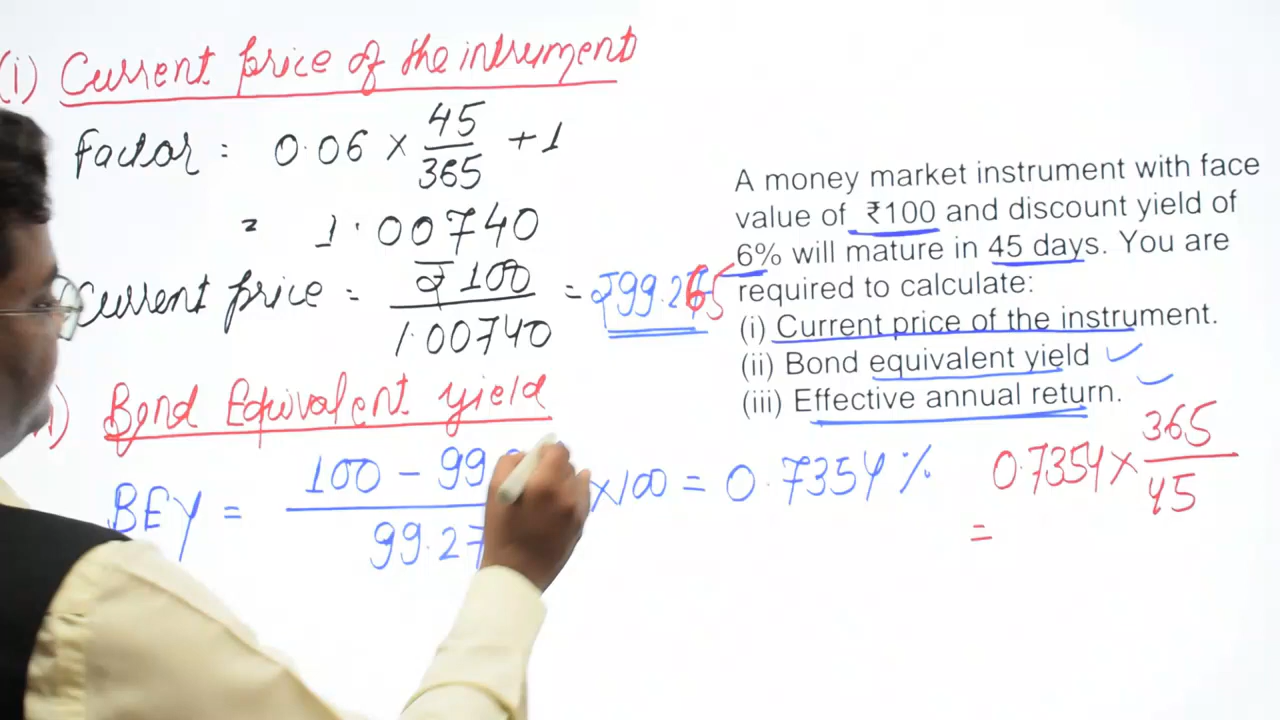 (i) Current price of the intrument
factor = 0.06 × 45/365 + 1
= 1.00740
Current price = ₹100/1.00740 = ₹99.265
) Bond Equivalent yield
BEY = 100 - 99 / 99.27 ×100 = 0.7354%
A money market instrument with face
value of ₹100 and discount yield of
6% will mature in 45 days. You are
required to calculate:
(i) Current price of the instrument.
(ii) Bond equivalent yield
(iii) Effective annual return.
0.7354 × 365/45
=